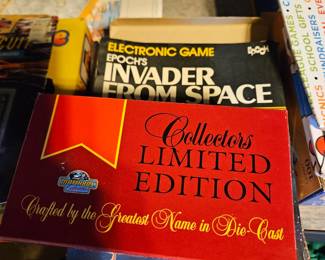 ELECTRONIC GAME
EPOCH
EPOCH'S
INVADER
FROM SPACE
Collectors
LIMITED
EDITION
Crafted by the Greatest Name in Die-Cast
GAMES
SCHOOL
GIFTS